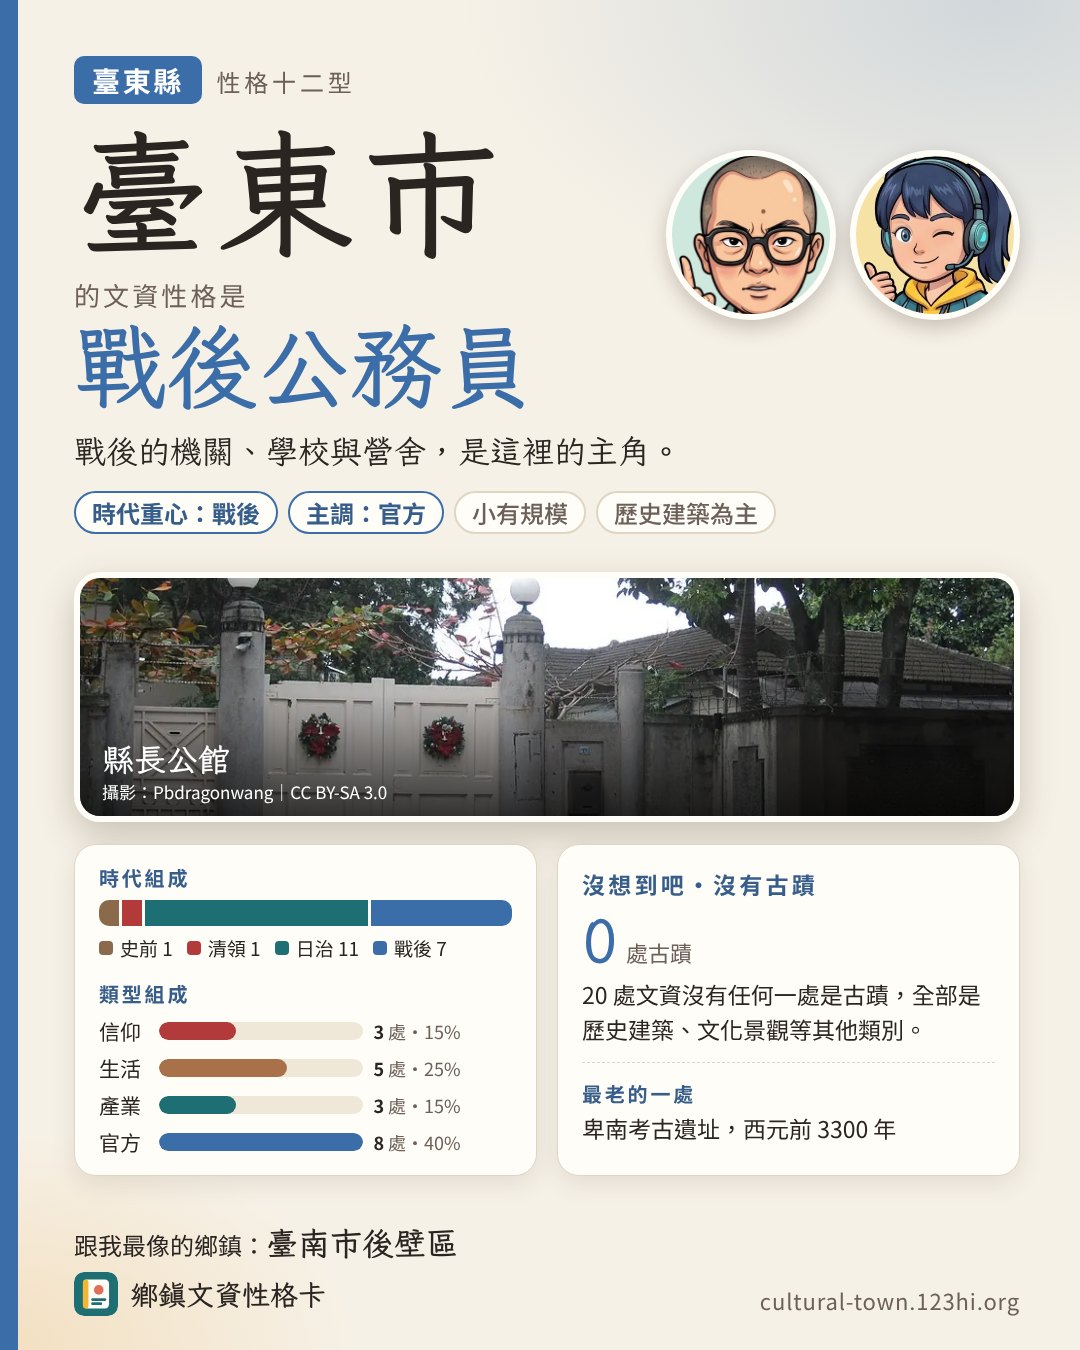 臺東縣 性格十二型
臺東市
的文資性格是
戰後公務員
戰後的機關、學校與營舍，是這裡的主角。
時代重心：戰後 主調：官方 小有規模 歷史建築為主
縣長公館
攝影：Pbdragonwang｜CC BY-SA 3.0
時代組成
史前 1 清領 1 日治 11 戰後 7
類型組成
信仰 3 處・15%
生活 5 處・25%
產業 3 處・15%
官方 8 處・40%
沒想到吧・沒有古蹟
0 處古蹟
20 處文資沒有任何一處是古蹟，全部是
歷史建築、文化景觀等其他類別。
最老的一處
卑南考古遺址，西元前 3300 年
跟我最像的鄉鎮：臺南市後壁區
鄉鎮文資性格卡
cultural-town.123hi.org